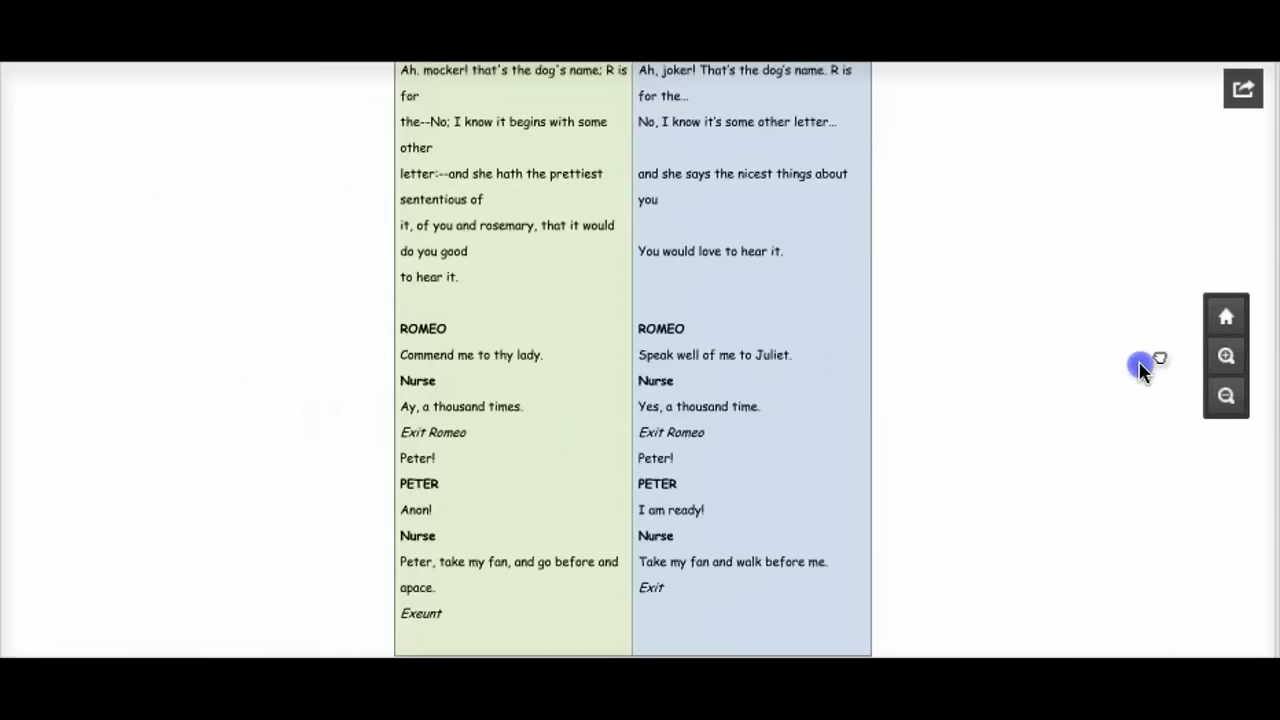 Ah. mocker! that's the dog's name; R is
for
the--No; I know it begins with some
other
letter:--and she hath the prettiest
sententious of
it, of you and rosemary, that it would
do you good
to hear it.
ROMEO
Commend me to thy lady.
Nurse
Ay, a thousand times.
Exit Romeo
Peter!
PETER
Anon!
Nurse
Peter, take my fan, and go before and
apace.
Exeunt
Ah, joker! That's the dog's name. R is
for the...
No, I know it's some other letter...
and she says the nicest things about
you
You would love to hear it.
ROMEO
Speak well of me to Juliet.
Nurse
Yes, a thousand time.
Exit Romeo
Peter!
PETER
I am ready!
Nurse
Take my fan and walk before me.
Exit